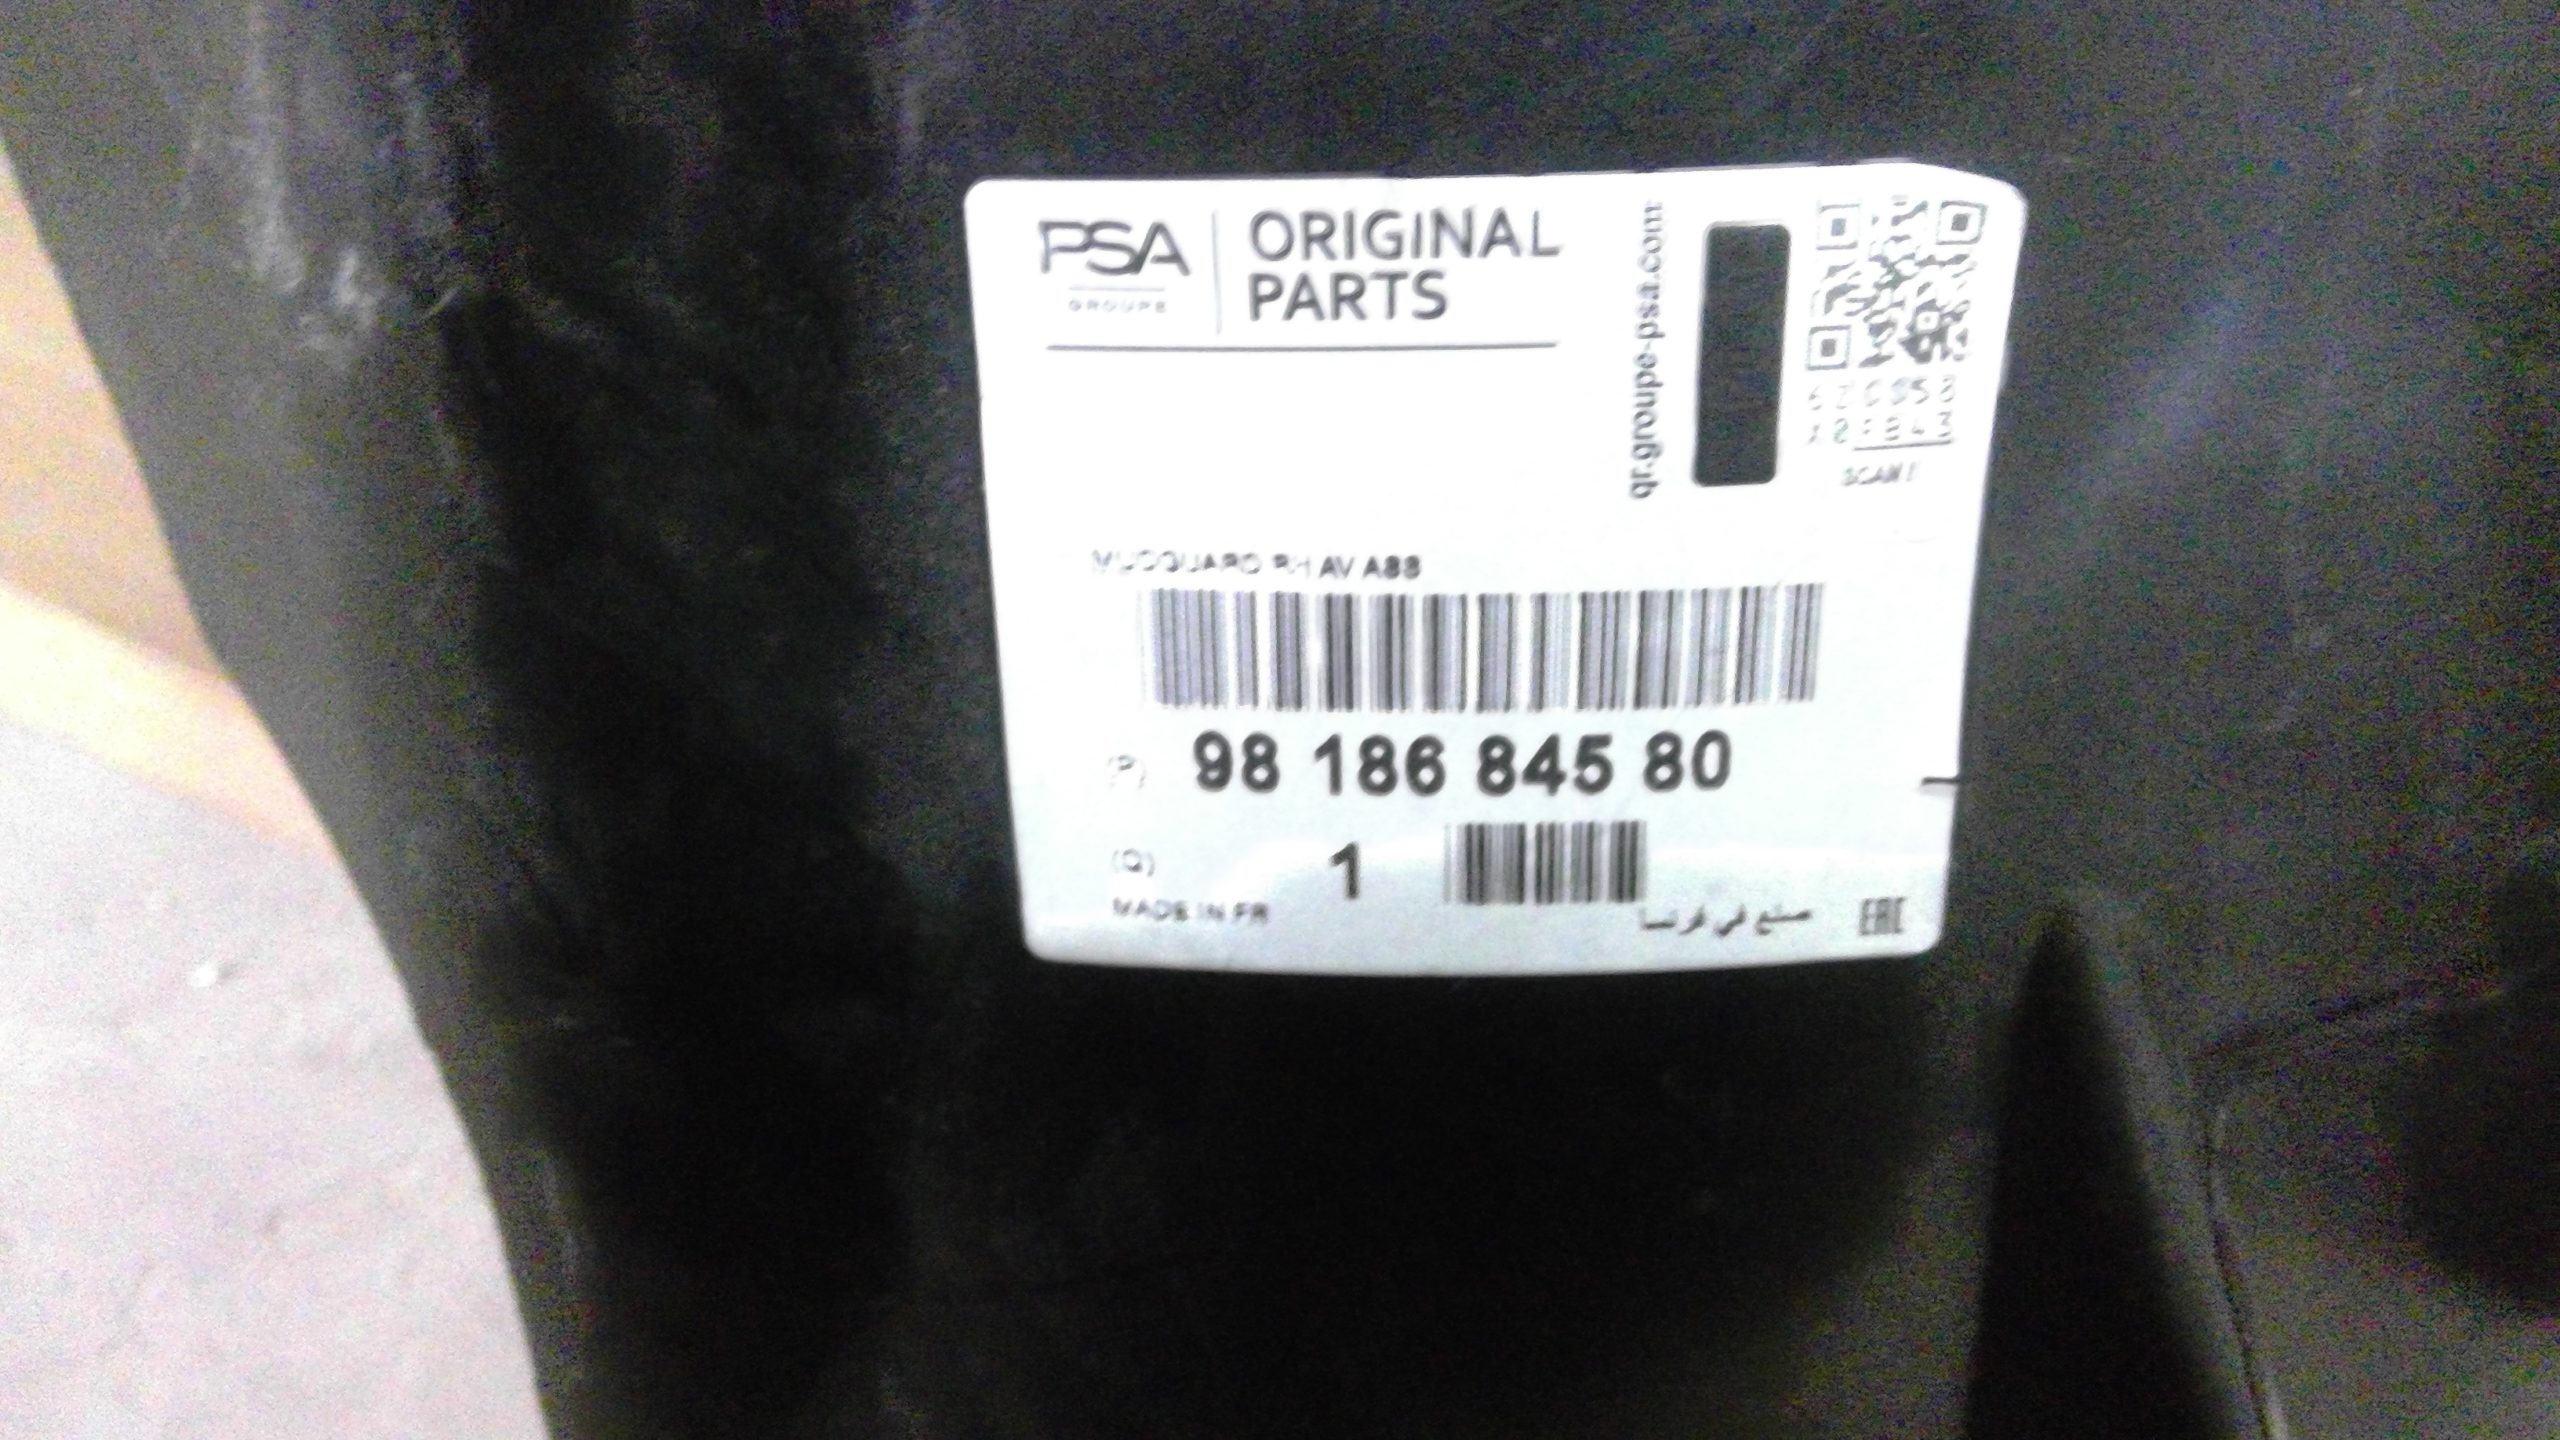 PSA
GROUPE
ORIGINAL
PARTS
qr.groupe-psa.com
SCAN !
MUDGUARD RH AV A88
(P) 98 186 845 80
(Q) 1
MADE IN FR
صنع في فرنسا
EAC